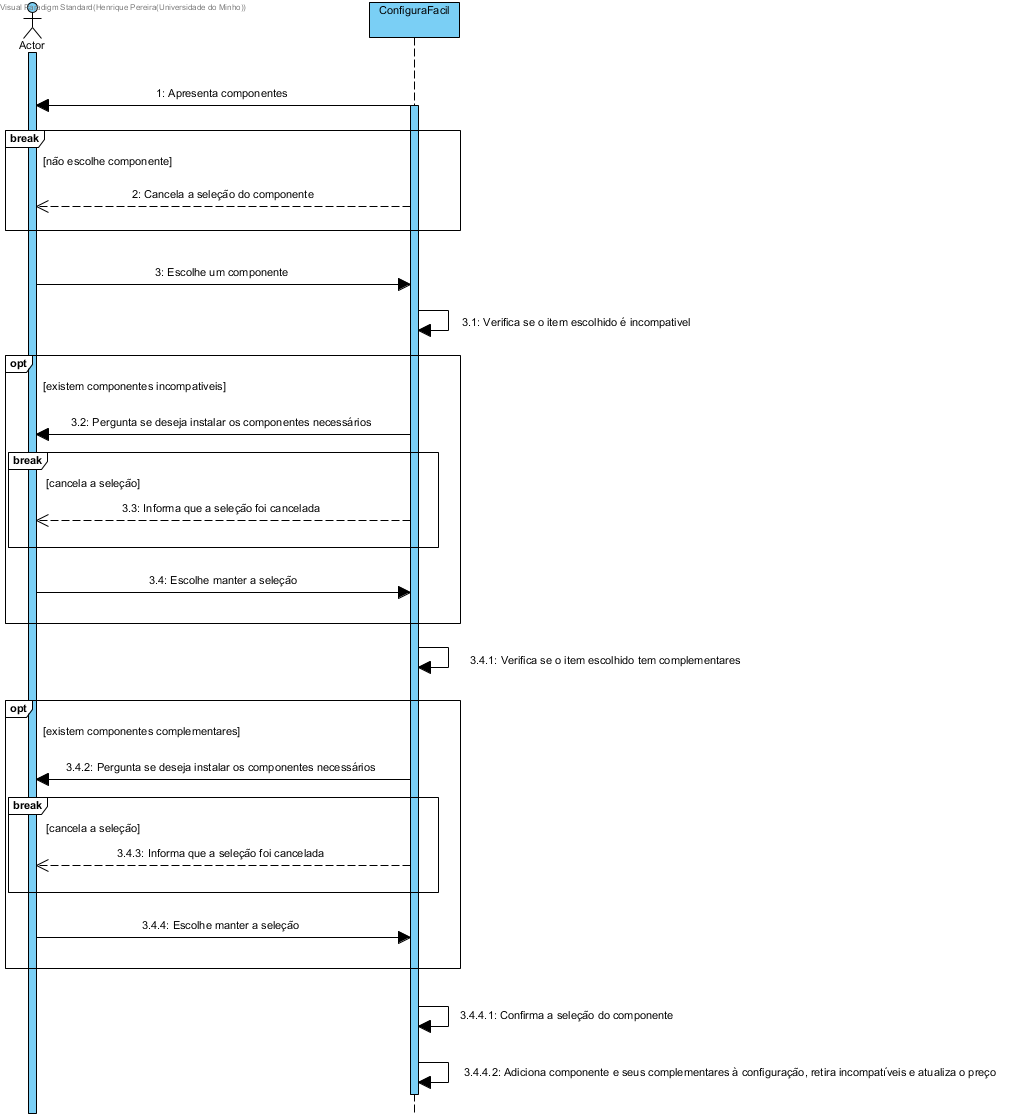 Visual Paradigm Standard(Henrique Pereira(Universidade do Minho))
ConfiguraFacil
Actor
1: Apresenta componentes
break
[não escolhe componente]
2: Cancela a seleção do componente
3: Escolhe um componente
3.1: Verifica se o item escolhido é incompativel
opt
[existem componentes incompativeis]
3.2: Pergunta se deseja instalar os componentes necessários
break
[cancela a seleção]
3.3: Informa que a seleção foi cancelada
3.4: Escolhe manter a seleção
3.4.1: Verifica se o item escolhido tem complementares
opt
[existem componentes complementares]
3.4.2: Pergunta se deseja instalar os componentes necessários
break
[cancela a seleção]
3.4.3: Informa que a seleção foi cancelada
3.4.4: Escolhe manter a seleção
3.4.4.1: Confirma a seleção do componente
3.4.4.2: Adiciona componente e seus complementares à configuração, retira incompatíveis e atualiza o preço